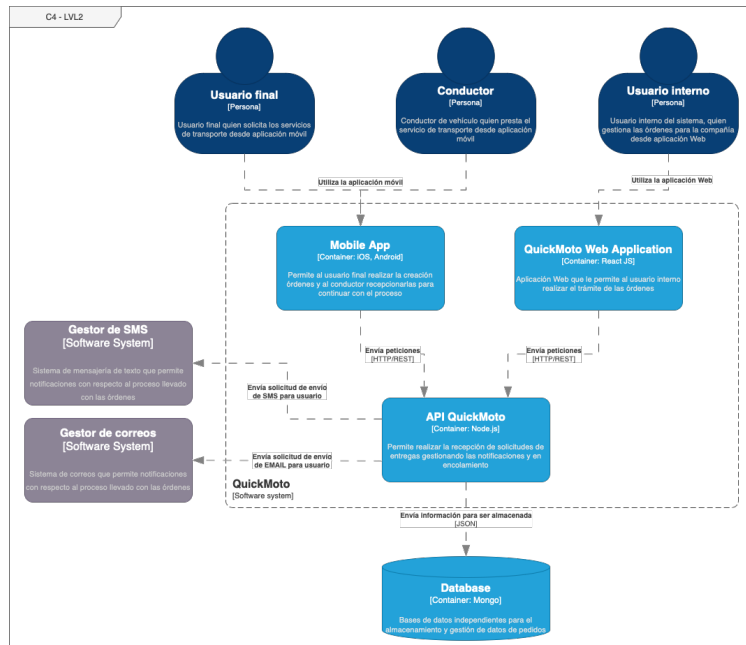 C4 - LVL2
Usuario final
[Persona]
Usuario final quien solicita los servicios
de transporte desde aplicación móvil
Conductor
[Persona]
Conductor de vehículo quien presta el
servicio de transporte desde aplicación
móvil
Usuario interno
[Persona]
Usuario interno del sistema, quien
gestiona las órdenes para la compañía
desde aplicación Web
Utiliza la aplicación móvil
Utiliza la aplicación Web
Mobile App
[Container: iOS, Android]
Permite al usuario final realizar la creación
órdenes y al conductor recepcionarlas para
continuar con el proceso
QuickMoto Web Application
[Container: React JS]
Aplicación Web que le permite al usuario interno
realizar el trámite de las órdenes
Gestor de SMS
[Software System]
Sistema de mensajería de texto que permite
notificaciones con respecto al proceso llevado
con las órdenes
Envía peticiones
[HTTP/REST]
Envía peticiones
[HTTP/REST]
Envía solicitud de envío
de SMS para usuario
API QuickMoto
[Container: Node.js]
Permite realizar la recepción de solicitudes de
entregas gestionando las notificaciones y en
encolamiento
Gestor de correos
[Software System]
Sistema de correos que permite notificaciones
con respecto al proceso llevado con las órdenes
Envía solicitud de envío
de EMAIL para usuario
QuickMoto
[Software system]
Envía información para ser almacenada
[JSON]
Database
[Container: Mongo]
Bases de datos independientes para el
almacenamiento y gestión de datos de pedidos